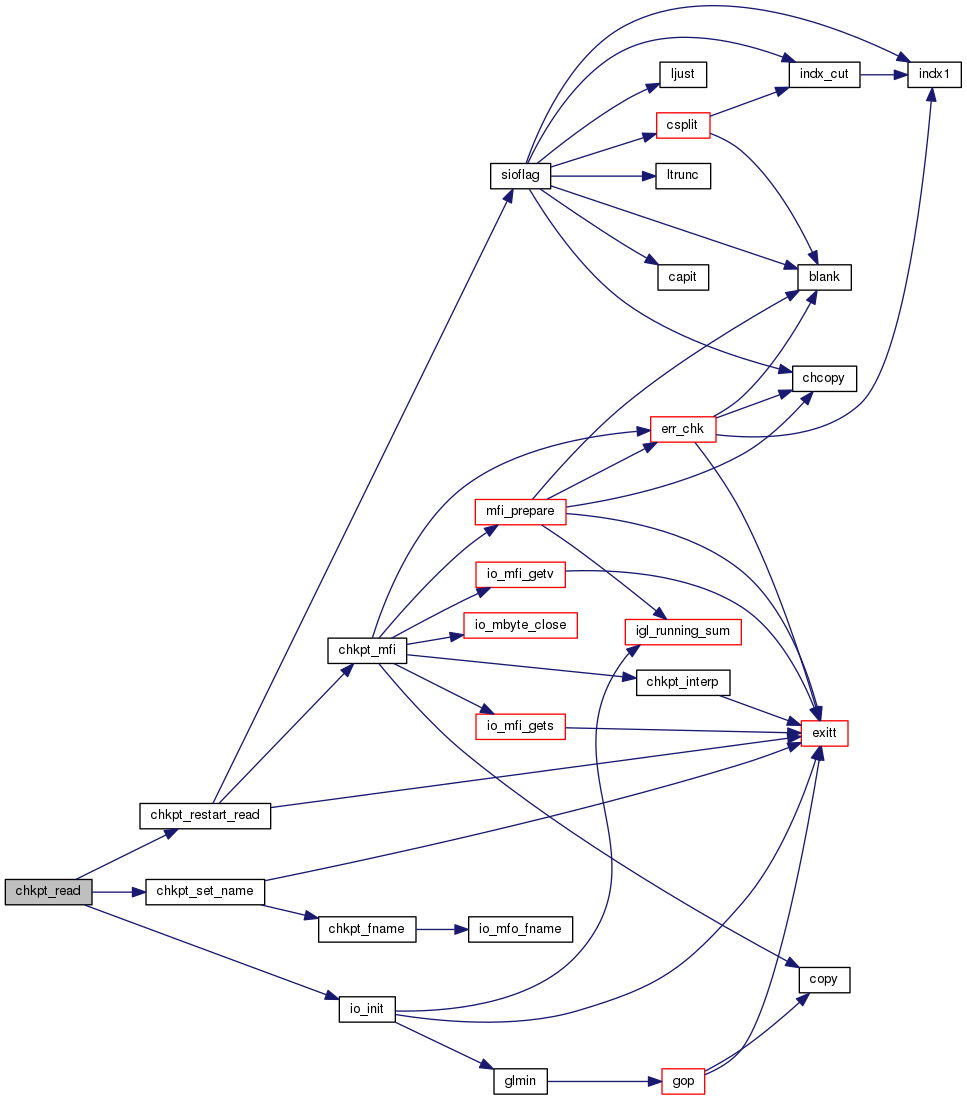 ljust
indx_cut
indx1
csplit
sioflag
ltrunc
capit
blank
chcopy
err_chk
mfi_prepare
io_mfi_getv
io_mbyte_close
igl_running_sum
chkpt_mfi
chkpt_interp
io_mfi_gets
exitt
chkpt_restart_read
chkpt_read
chkpt_set_name
chkpt_fname
io_mfo_fname
copy
io_init
glmin
gop